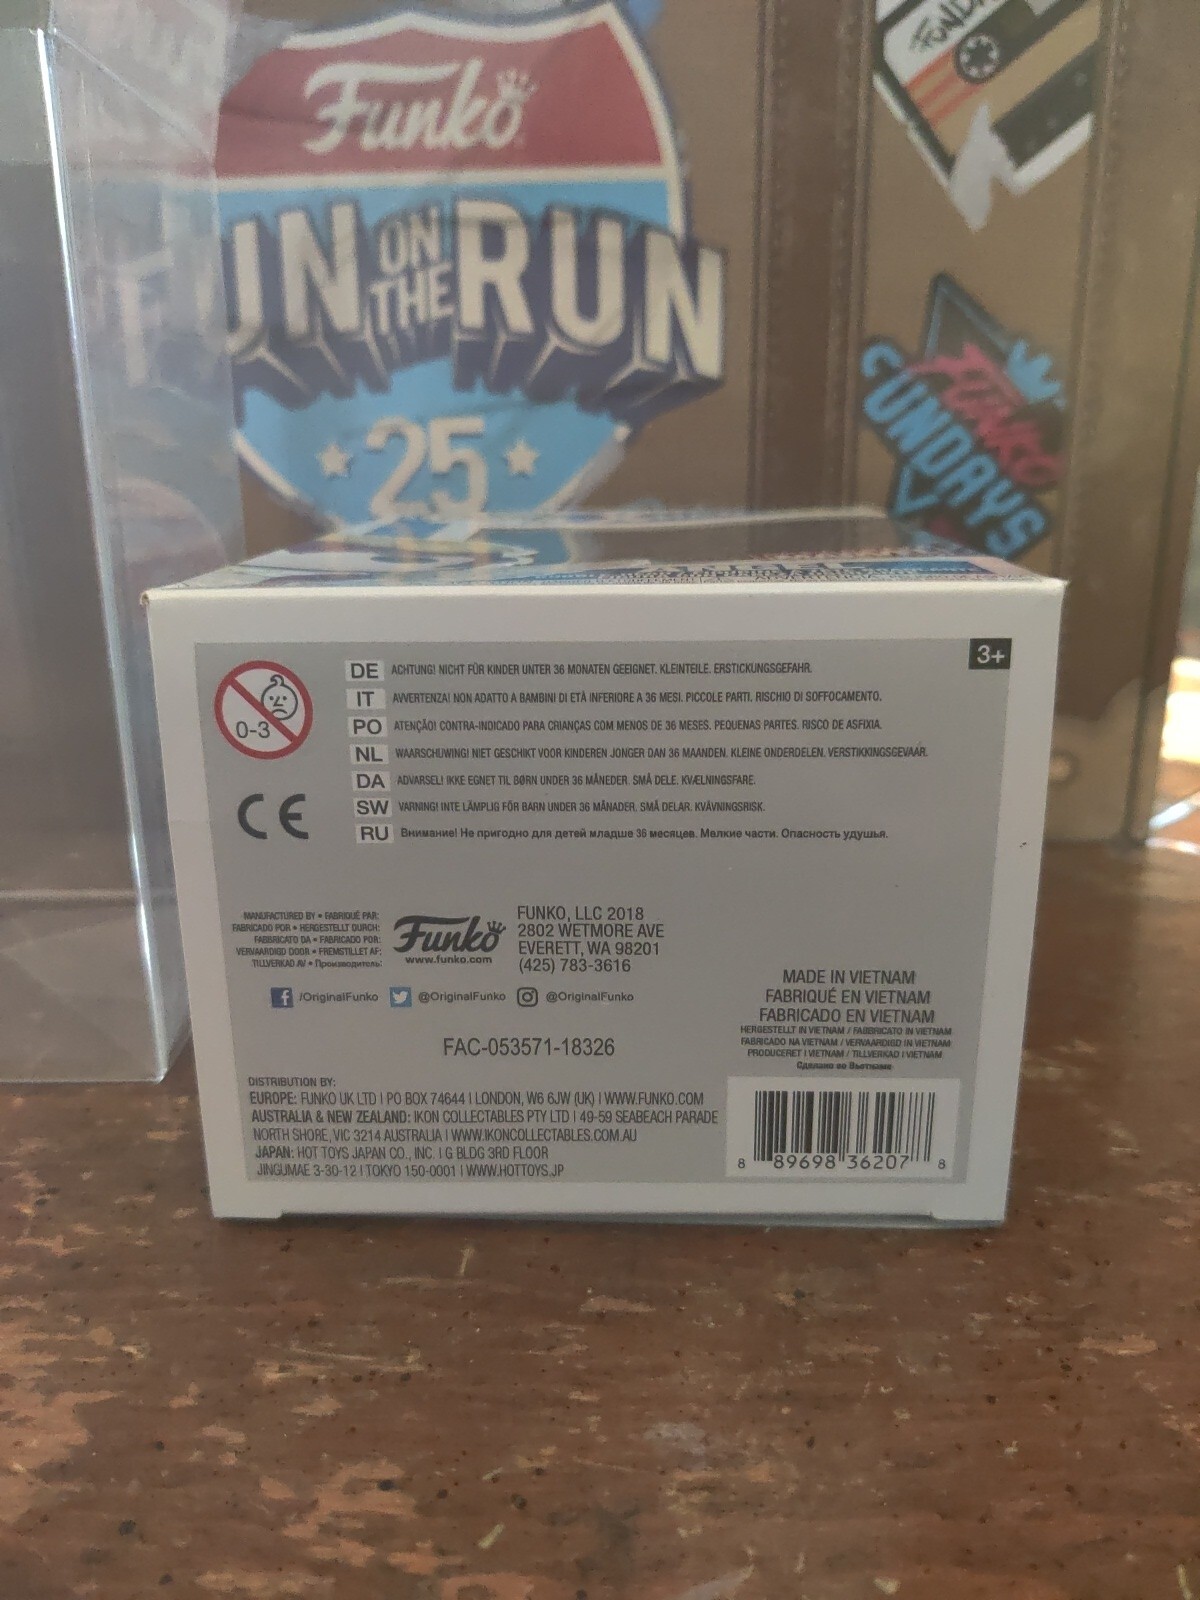 Funko
FUN ON THE RUN
25
FUNKO
FUNDAYS
3+
0-3
DE ACHTUNG! NICHT FÜR KINDER UNTER 36 MONATEN GEEIGNET. KLEINTEILE. ERSTICKUNGSGEFAHR.
IT AVVERTENZA! NON ADATTO A BAMBINI DI ETÀ INFERIORE A 36 MESI. PICCOLE PARTI. RISCHIO DI SOFFOCAMENTO.
PO ATENÇÃO! CONTRA-INDICADO PARA CRIANÇAS COM MENOS DE 36 MESES. PEQUENAS PARTES. RISCO DE ASFIXIA.
NL WAARSCHUWING! NIET GESCHIKT VOOR KINDEREN JONGER DAN 36 MAANDEN. KLEINE ONDERDELEN. VERSTIKKINGSGEVAAR.
DA ADVARSEL! IKKE EGNET TIL BØRN UNDER 36 MÅNEDER. SMÅ DELE. KVÆLNINGSFARE.
SW VARNING! INTE LÄMPLIG FÖR BARN UNDER 36 MÅNADER. SMÅ DELAR. KVÄVNINGSRISK.
RU Внимание! Не пригодно для детей младше 36 месяцев. Мелкие части. Опасность удушья.
CE
MANUFACTURED BY • FABRIQUÉ PAR:
FABRICADO POR • HERGESTELLT DURCH:
FABBRICATO DA • FABRICADO POR:
VERVAARDIGD DOOR • FREMSTILLET AF:
TILLVERKAD AV • Производитель:
Funko
www.funko.com
FUNKO, LLC 2018
2802 WETMORE AVE
EVERETT, WA 98201
(425) 783-3616
/OriginalFunko @OriginalFunko @OriginalFunko
FAC-053571-18326
MADE IN VIETNAM
FABRIQUÉ EN VIETNAM
FABRICADO EN VIETNAM
HERGESTELLT IN VIETNAM / FABBRICATO IN VIETNAM
FABRICADO NA VIETNAM / VERVAARDIGD IN VIETNAM
PRODUCERET I VIETNAM / TILLVERKAD I VIETNAM
Сделано во Вьетнаме
DISTRIBUTION BY:
EUROPE: FUNKO UK LTD | PO BOX 74644 | LONDON, W6 6JW (UK) | WWW.FUNKO.COM
AUSTRALIA & NEW ZEALAND: IKON COLLECTABLES PTY LTD | 49-59 SEABEACH PARADE
NORTH SHORE, VIC 3214 AUSTRALIA | WWW.IKONCOLLECTABLES.COM.AU
JAPAN: HOT TOYS JAPAN CO., INC. | G BLDG 3RD FLOOR
JINGUMAE 3-30-12 | TOKYO 150-0001 | WWW.HOTTOYS.JP
8 89698 36207 8